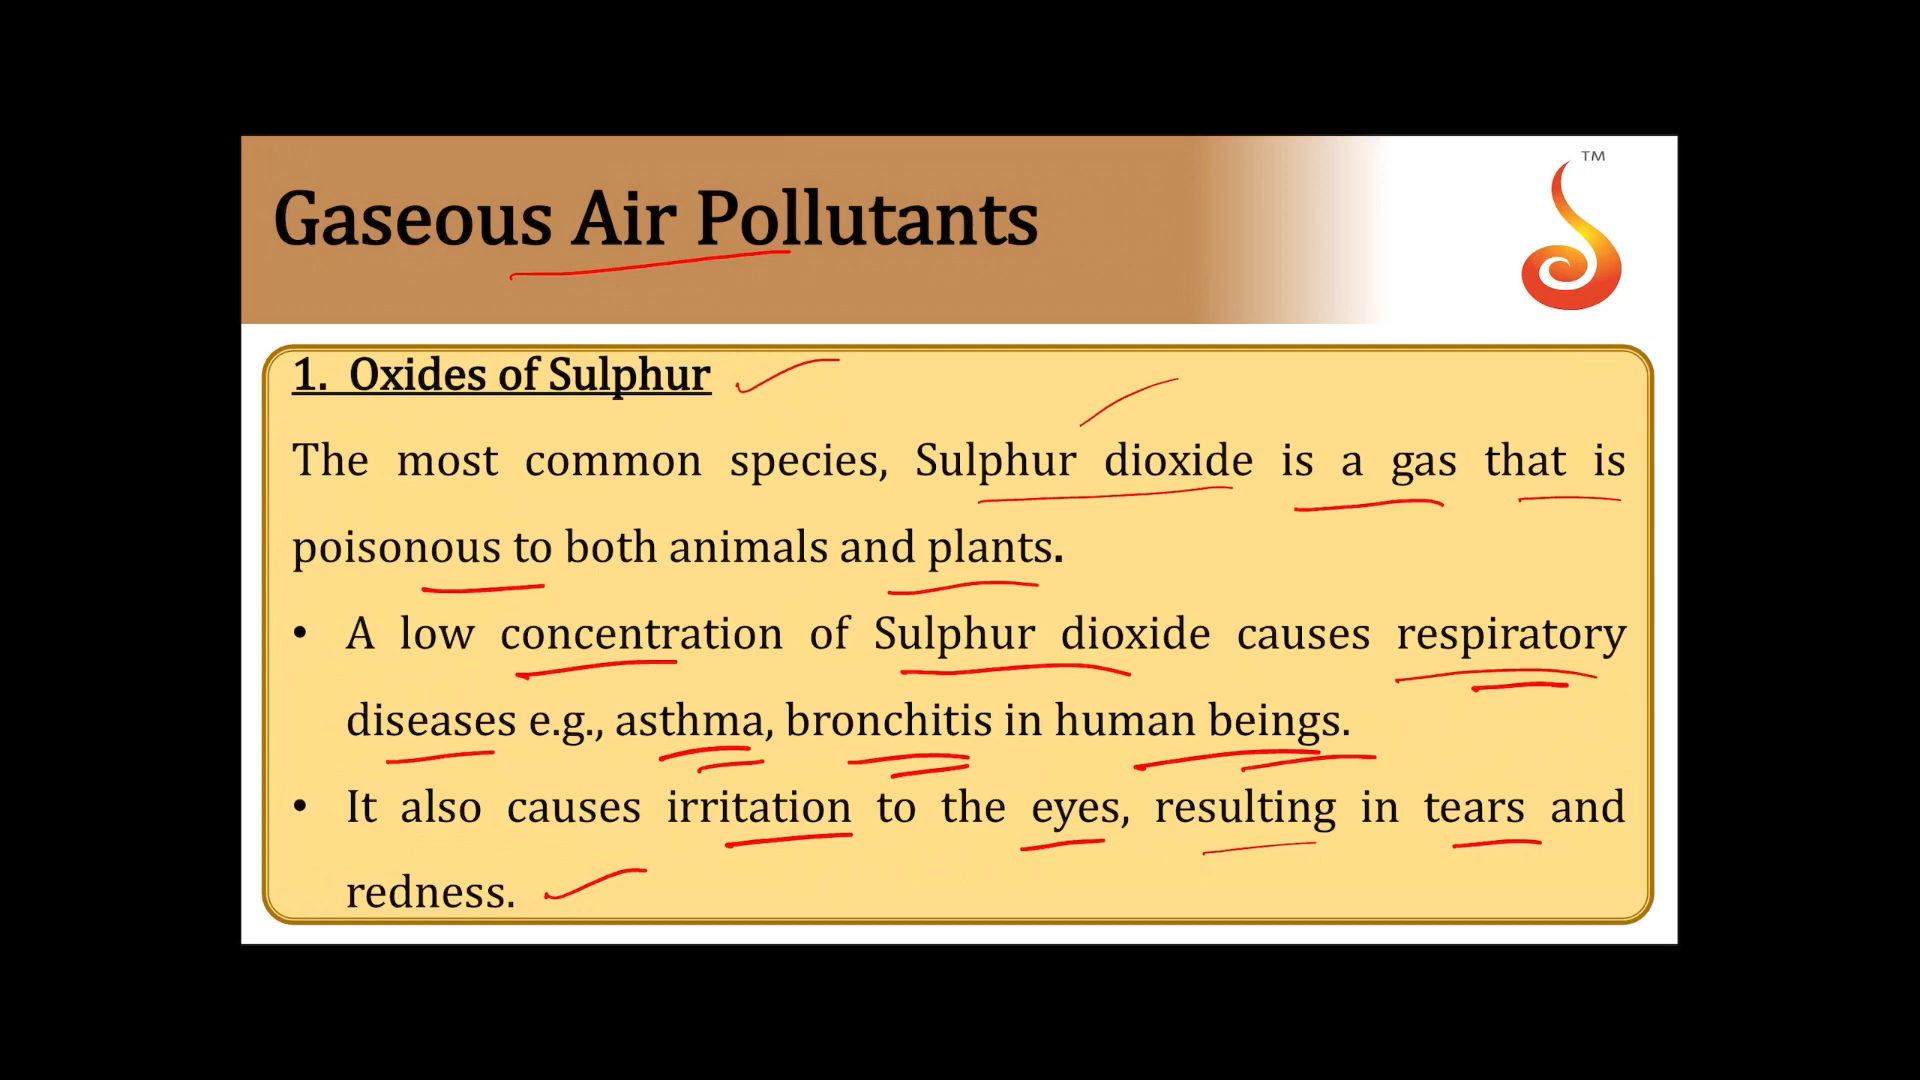 Gaseous Air Pollutants
TM
1. Oxides of Sulphur
The most common species, Sulphur dioxide is a gas that is
poisonous to both animals and plants.
• A low concentration of Sulphur dioxide causes respiratory
diseases e.g., asthma, bronchitis in human beings.
• It also causes irritation to the eyes, resulting in tears and
redness.